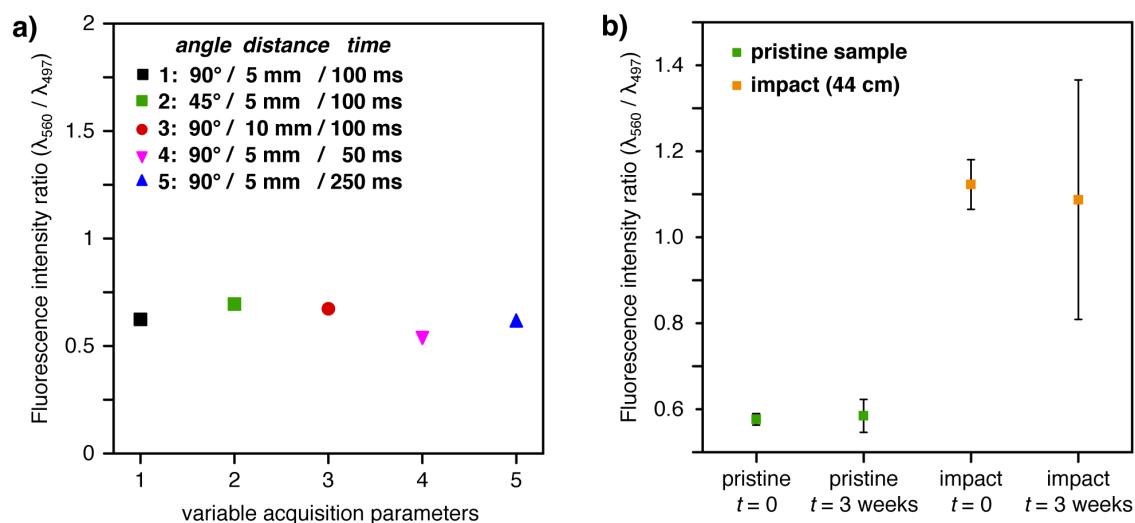 a)
Fluorescence intensity ratio (λ560 / λ497)
2
1.5
1
0.5
0
angle distance time
1: 90° / 5 mm / 100 ms
2: 45° / 5 mm / 100 ms
3: 90° / 10 mm / 100 ms
4: 90° / 5 mm / 50 ms
5: 90° / 5 mm / 250 ms
1 2 3 4 5
variable acquisition parameters
b)
Fluorescence intensity ratio (λ560 / λ497)
1.4
1.2
1.0
0.8
0.6
pristine sample
impact (44 cm)
pristine pristine impact impact
t = 0 t = 3 weeks t = 0 t = 3 weeks